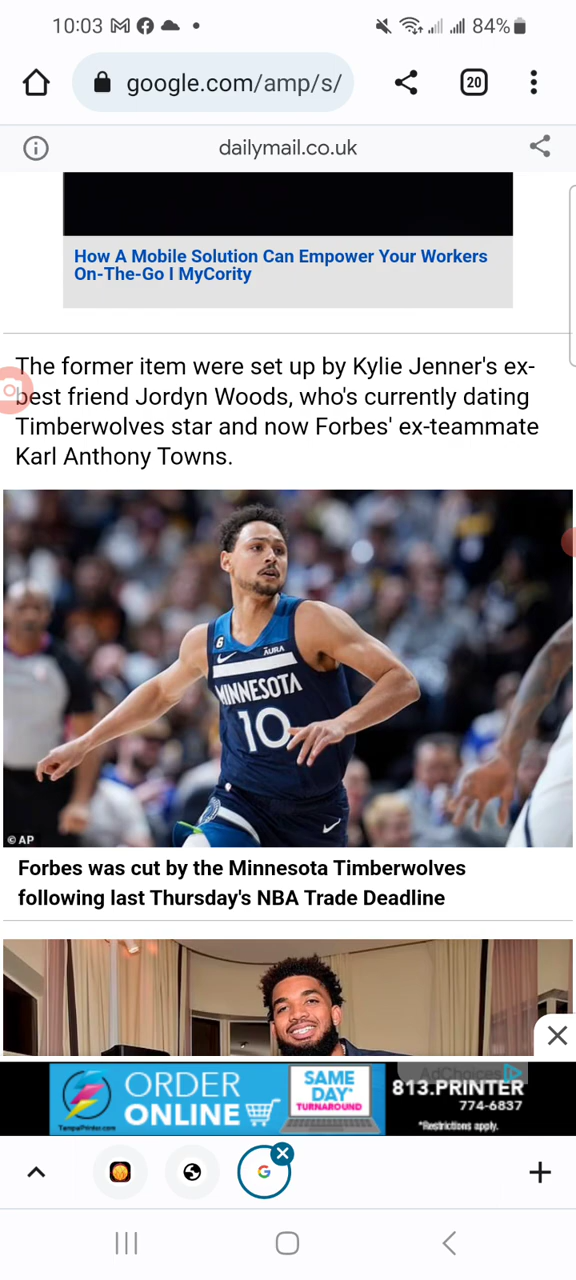 10:03
84%
google.com/amp/s/
20
dailymail.co.uk
How A Mobile Solution Can Empower Your Workers
On-The-Go I MyCority
The former item were set up by Kylie Jenner's ex-
best friend Jordyn Woods, who's currently dating
Timberwolves star and now Forbes' ex-teammate
Karl Anthony Towns.
6
AURA
MINNESOTA
10
© AP
Forbes was cut by the Minnesota Timberwolves
following last Thursday's NBA Trade Deadline
AdChoices
ORDER
ONLINE
TampaPrinter.com
SAME
DAY*
TURNAROUND
813.PRINTER
774-6837
*Restrictions apply.